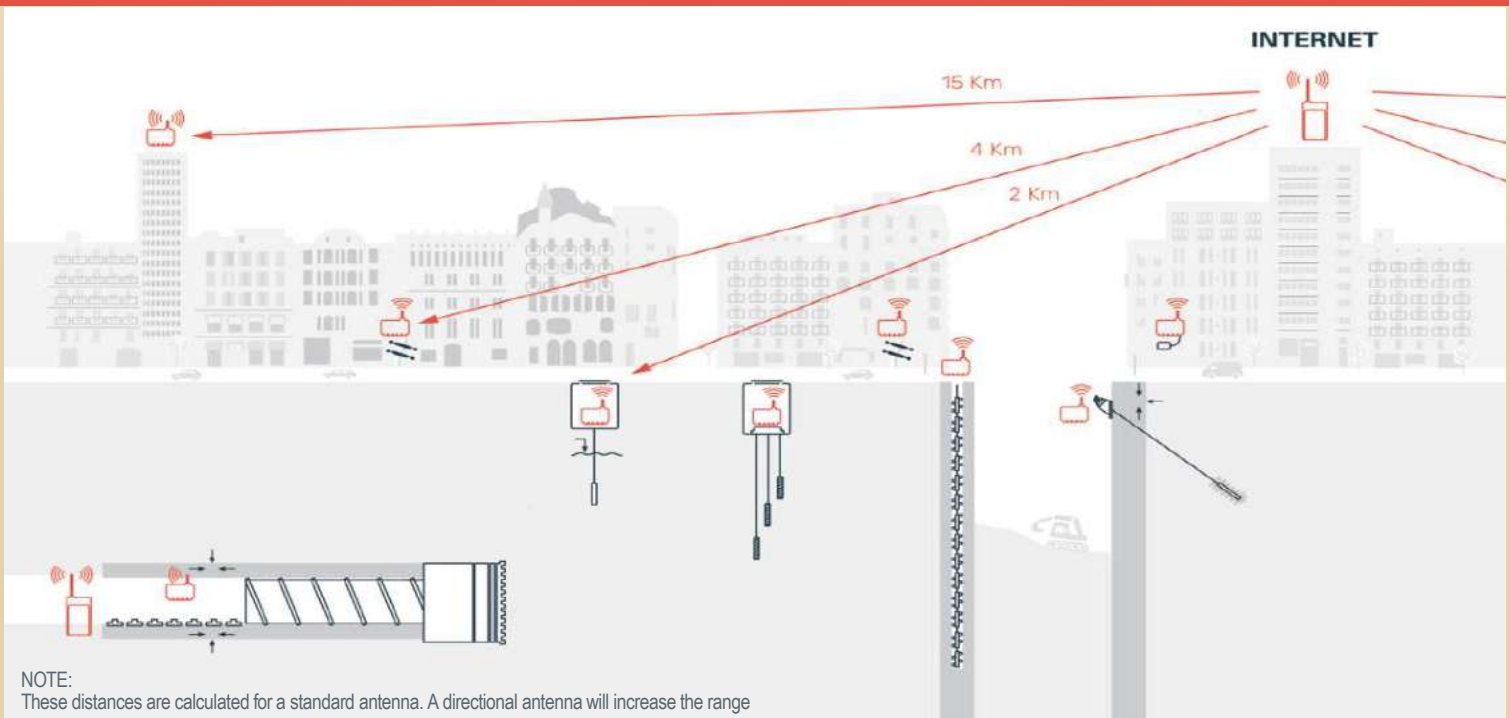 INTERNET
15 Km
4 Km
2 Km
NOTE:
These distances are calculated for a standard antenna. A directional antenna will increase the range